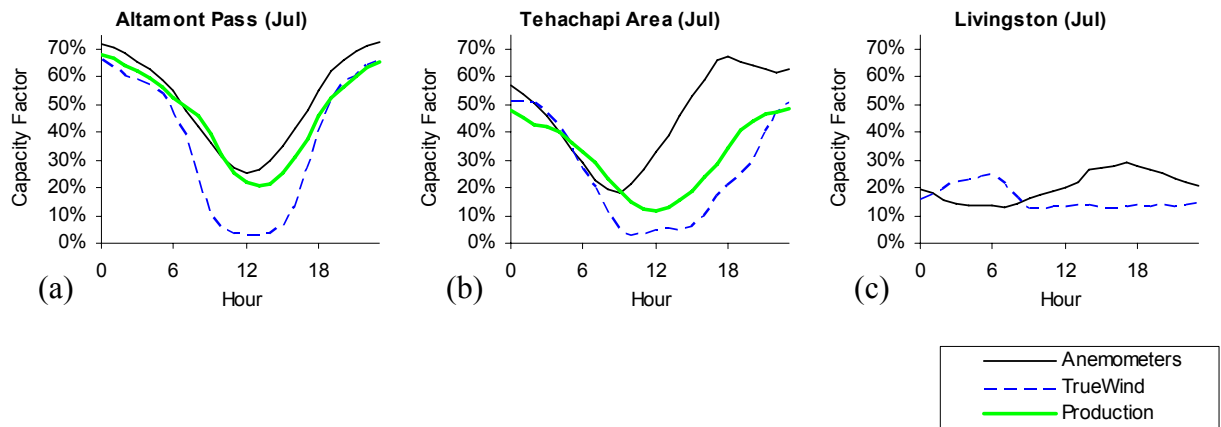 Altamont Pass (Jul)
Capacity Factor
70%
60%
50%
40%
30%
20%
10%
0%
0 6 12 18
Hour
(a)
Tehachapi Area (Jul)
Capacity Factor
70%
60%
50%
40%
30%
20%
10%
0%
0 6 12 18
Hour
(b)
Livingston (Jul)
Capacity Factor
70%
60%
50%
40%
30%
20%
10%
0%
0 6 12 18
Hour
(c)
Anemometers
TrueWind
Production